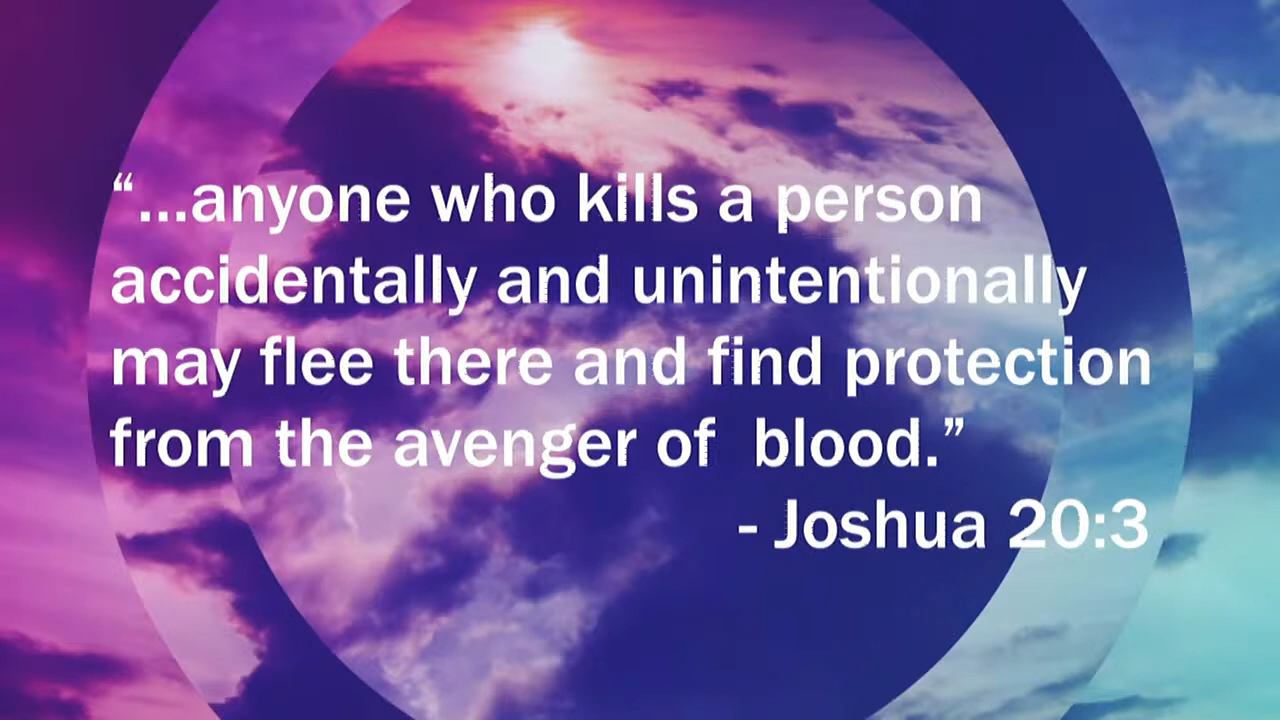 “...anyone who kills a person
accidentally and unintentionally
may flee there and find protection
from the avenger of  blood.”
- Joshua 20:3